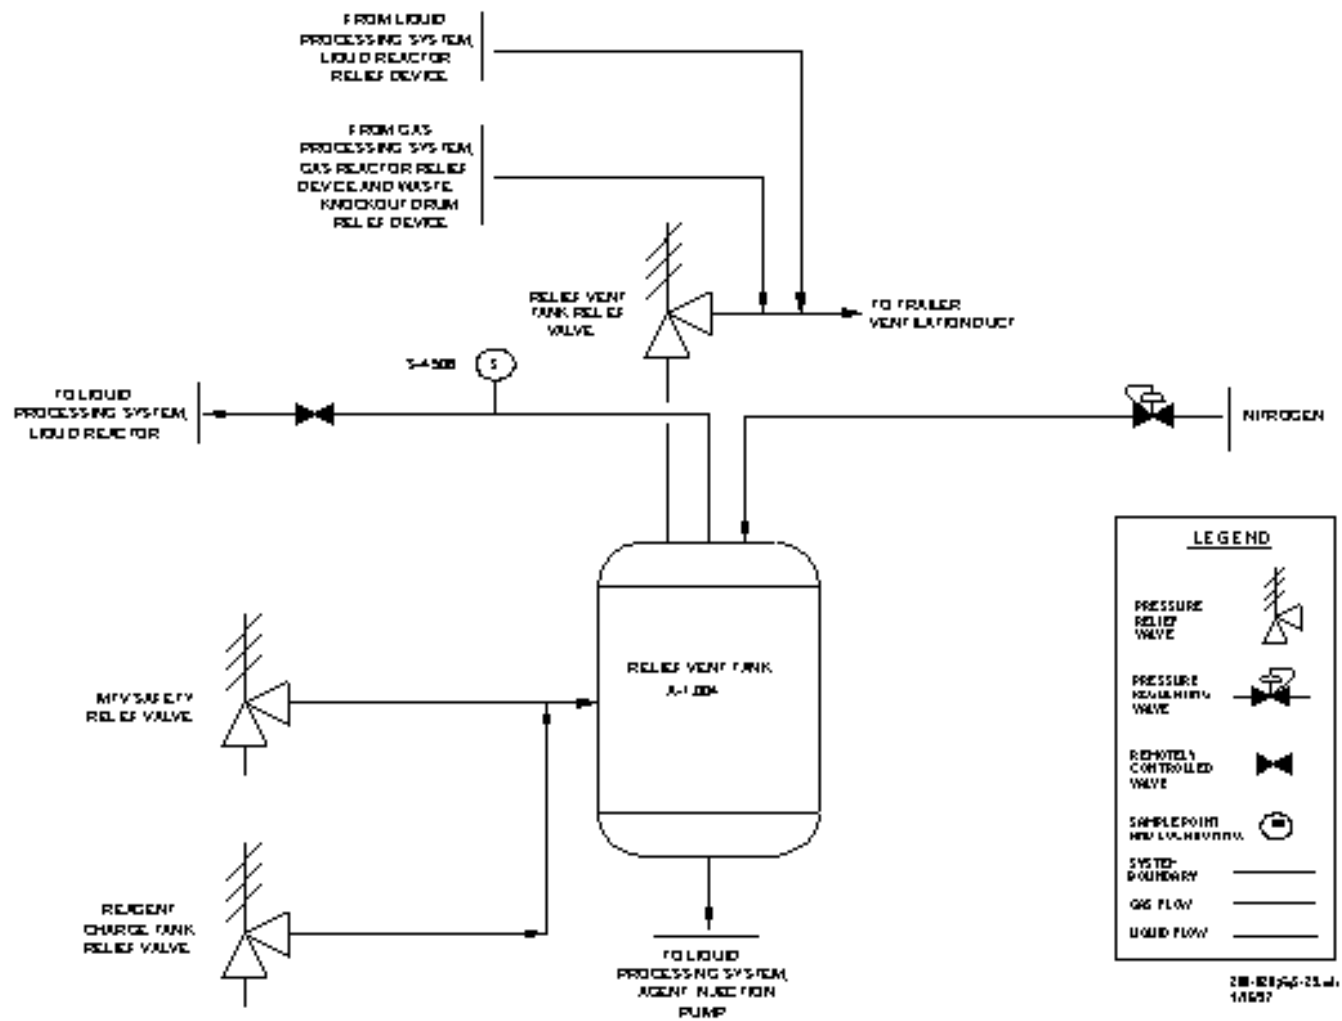 FROM LIQUID
PROCESSING SYSTEM,
LIQUID REACTOR
RELIEF DEVICE
FROM GAS
PROCESSING SYSTEM,
GAS REACTOR RELIEF
DEVICE AND WASTE
KNOCKOUT DRUM
RELIEF DEVICE
RELIEF VENT
TANK RELIEF
VALVE
TO TRAILER
VENTILATION DUCT
S
TO LIQUID
PROCESSING SYSTEM,
LIQUID REACTOR
NITROGEN
LEGEND
PRESSURE
RELIEF
VALVE
PRESSURE
REGULATING
VALVE
REMOTELY
CONTROLLED
VALVE
SAMPLE POINT
SYSTEM
BOUNDARY
GAS FLOW
LIQUID FLOW
RELIEF VENT TANK
SAFETY
RELIEF VALVE
REAGENT
CHARGE TANK
RELIEF VALVE
TO LIQUID
PROCESSING SYSTEM,
AGENT INJECTION
PUMP